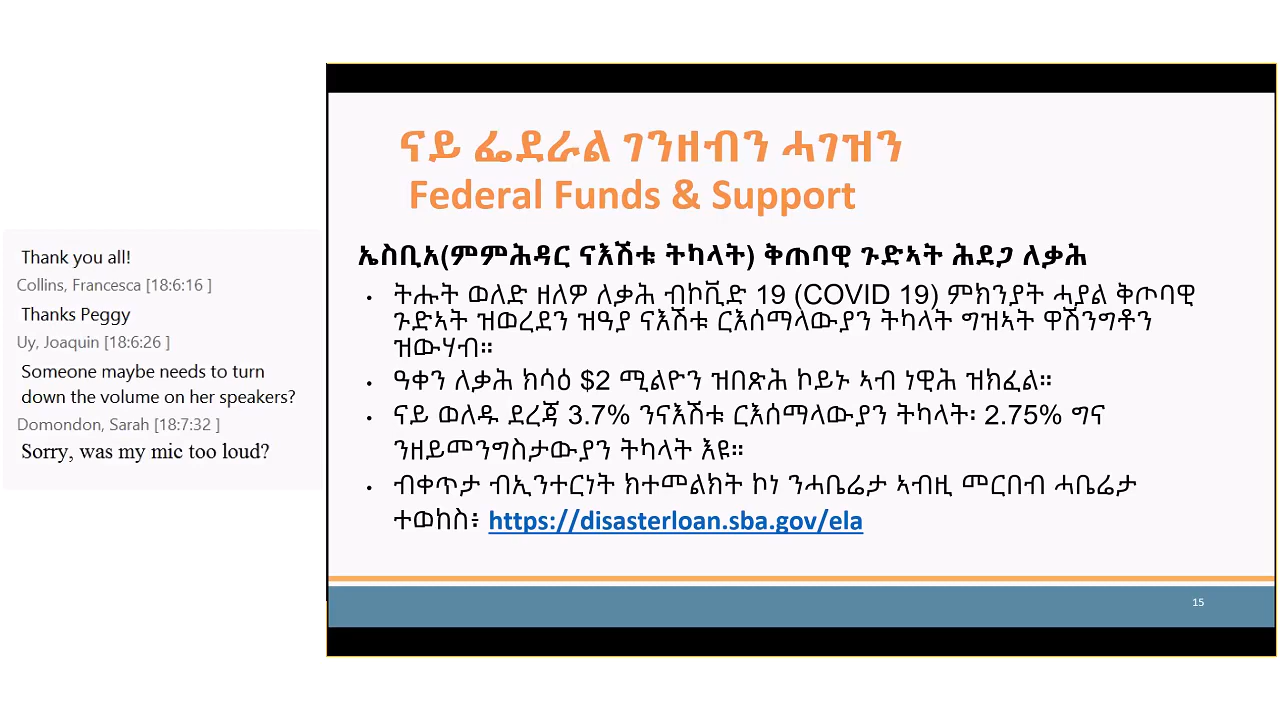 Thank you all!
Collins, Francesca [18:6:16 ]
Thanks Peggy
Uy, Joaquin [18:6:26 ]
Someone maybe needs to turn
down the volume on her speakers?
Domondon, Sarah [18:7:32 ]
Sorry, was my mic too loud?
ናይ ፌደራል ገንዘብን ሓገዝን
Federal Funds & Support
ኤስቢአ(ምምሕዳር ናእሽቱ ትካላት) ቅጠባዊ ጉድኣት ሕደጋ ለቃሕ
• ትሑት ወለድ ዘለዎ ለቃሕ ብኮቪድ 19 (COVID 19) ምክንያት ሓያል ቅጦባዊ
ጉድኣት ዝወረደን ዝዓያ ናእሽቱ ርእሰማላውያን ትካላት ግዝኣት ዋሽንግቶን
ዝውሃብ።
• ዓቀን ለቃሕ ክሳዕ $2 ሚልዮን ዝበጽሕ ኮይኑ ኣብ ነዊሕ ዝክፈል።
• ናይ ወለዱ ደረጃ 3.7% ንናእሽቱ ርእሰማላውያን ትካላት፡ 2.75% ግና
ንዘይመንግስታውያን ትካላት እዩ።
• ብቀጥታ ብኢንተርነት ክተመልክት ኮነ ንሓቤሬታ ኣብዚ መርበብ ሓቤሬታ
ተወከስ፥ https://disasterloan.sba.gov/ela
15